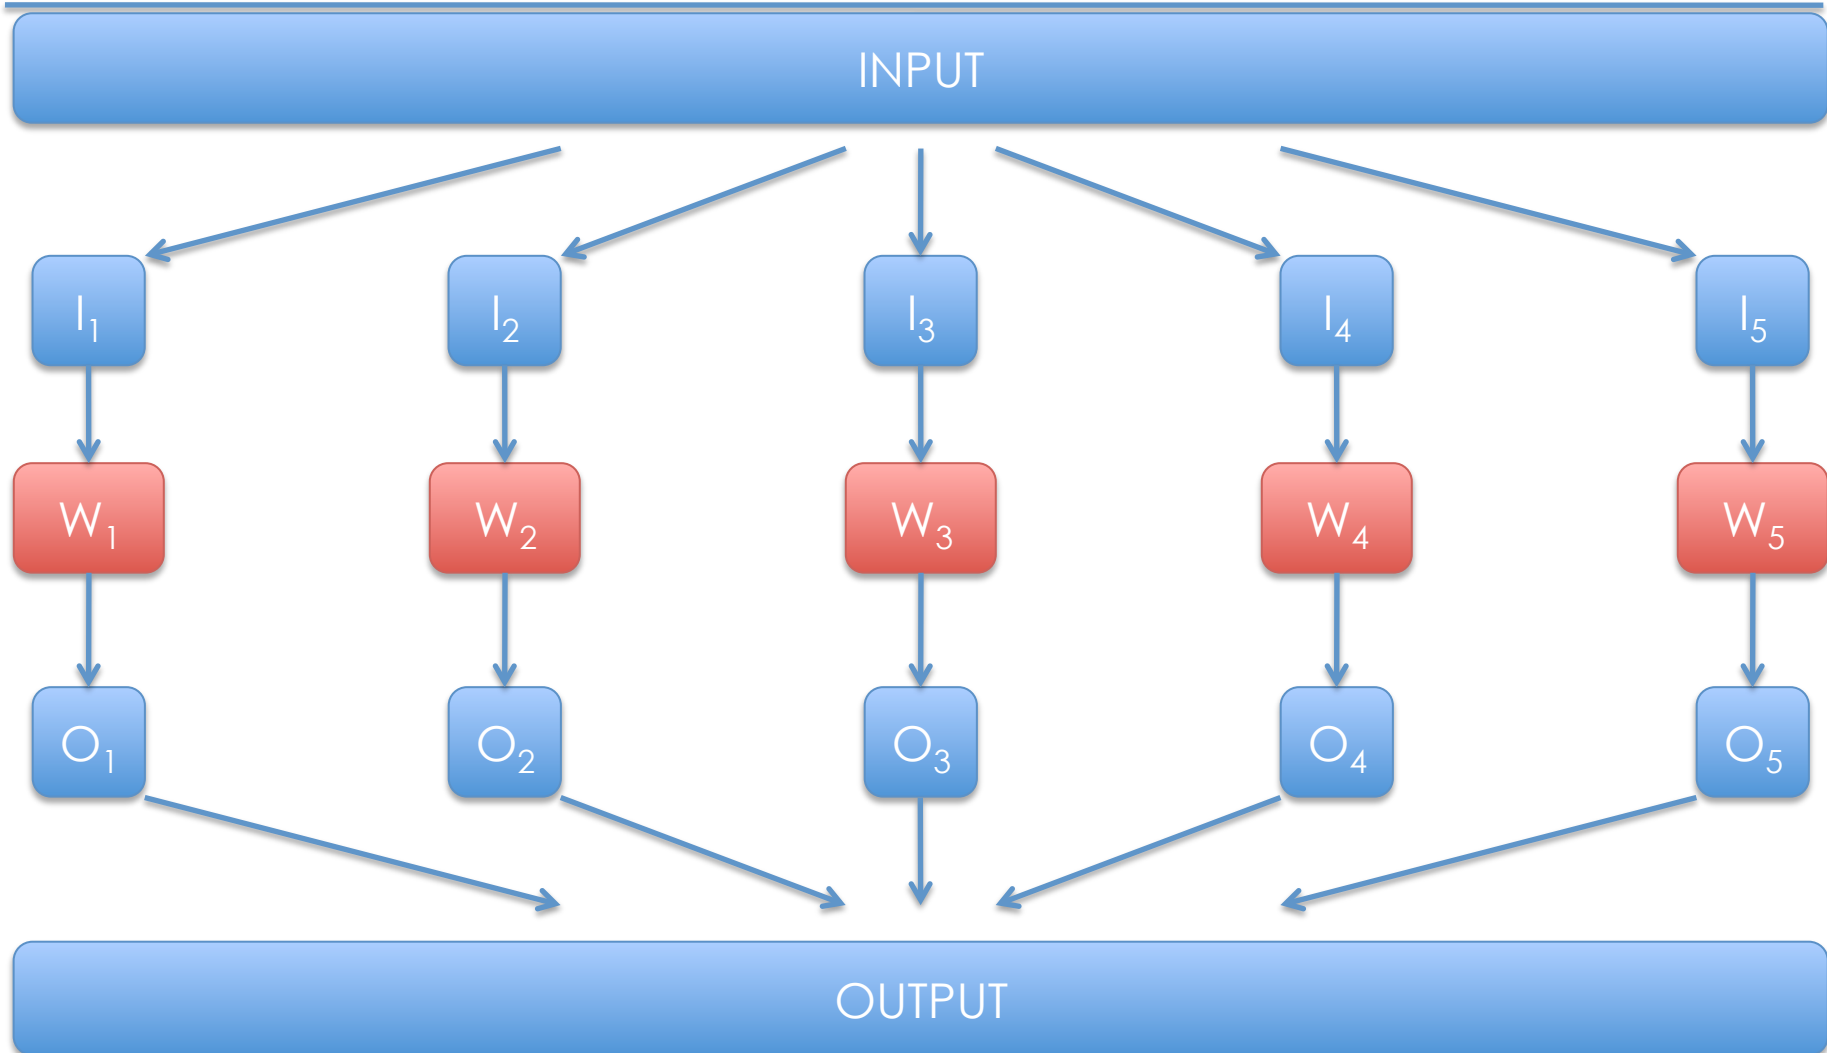 INPUT
I₁ I₂ I₃ I₄ I₅
W₁ W₂ W₃ W₄ W₅
O₁ O₂ O₃ O₄ O₅
OUTPUT